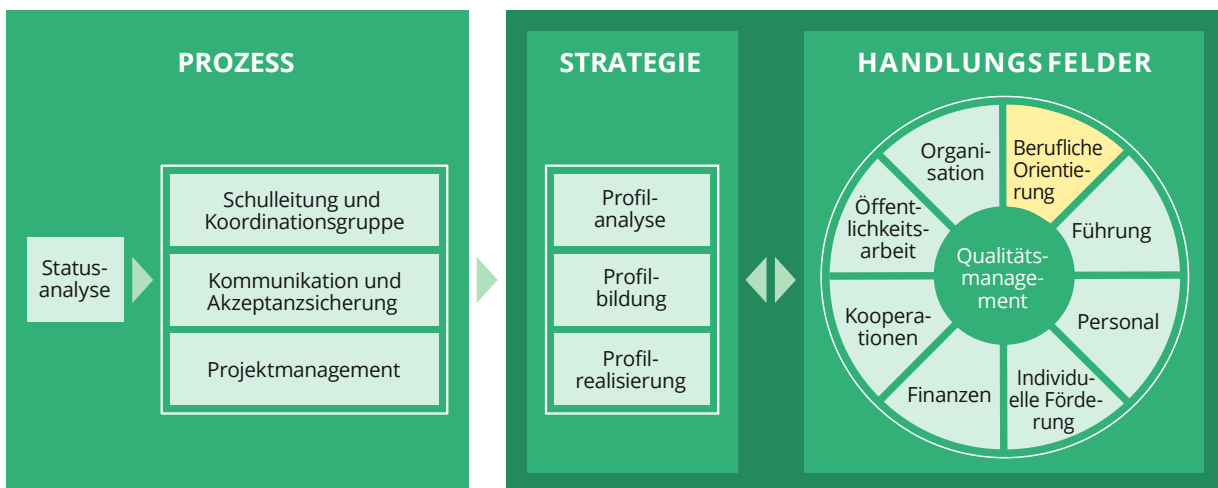 PROZESS
Status-
analyse
Schulleitung und
Koordinationsgruppe
Kommunikation und
Akzeptanzsicherung
Projektmanagement
STRATEGIE
Profil-
analyse
Profil-
bildung
Profil-
realisierung
HANDLUNGSFELDER
Organi-
sation
Berufliche
Orientie-
rung
Öffent-
lichkeits-
arbeit
Führung
Qualitäts-
manage-
ment
Koopera-
tionen
Personal
Finanzen
Individu-
elle Förde-
rung